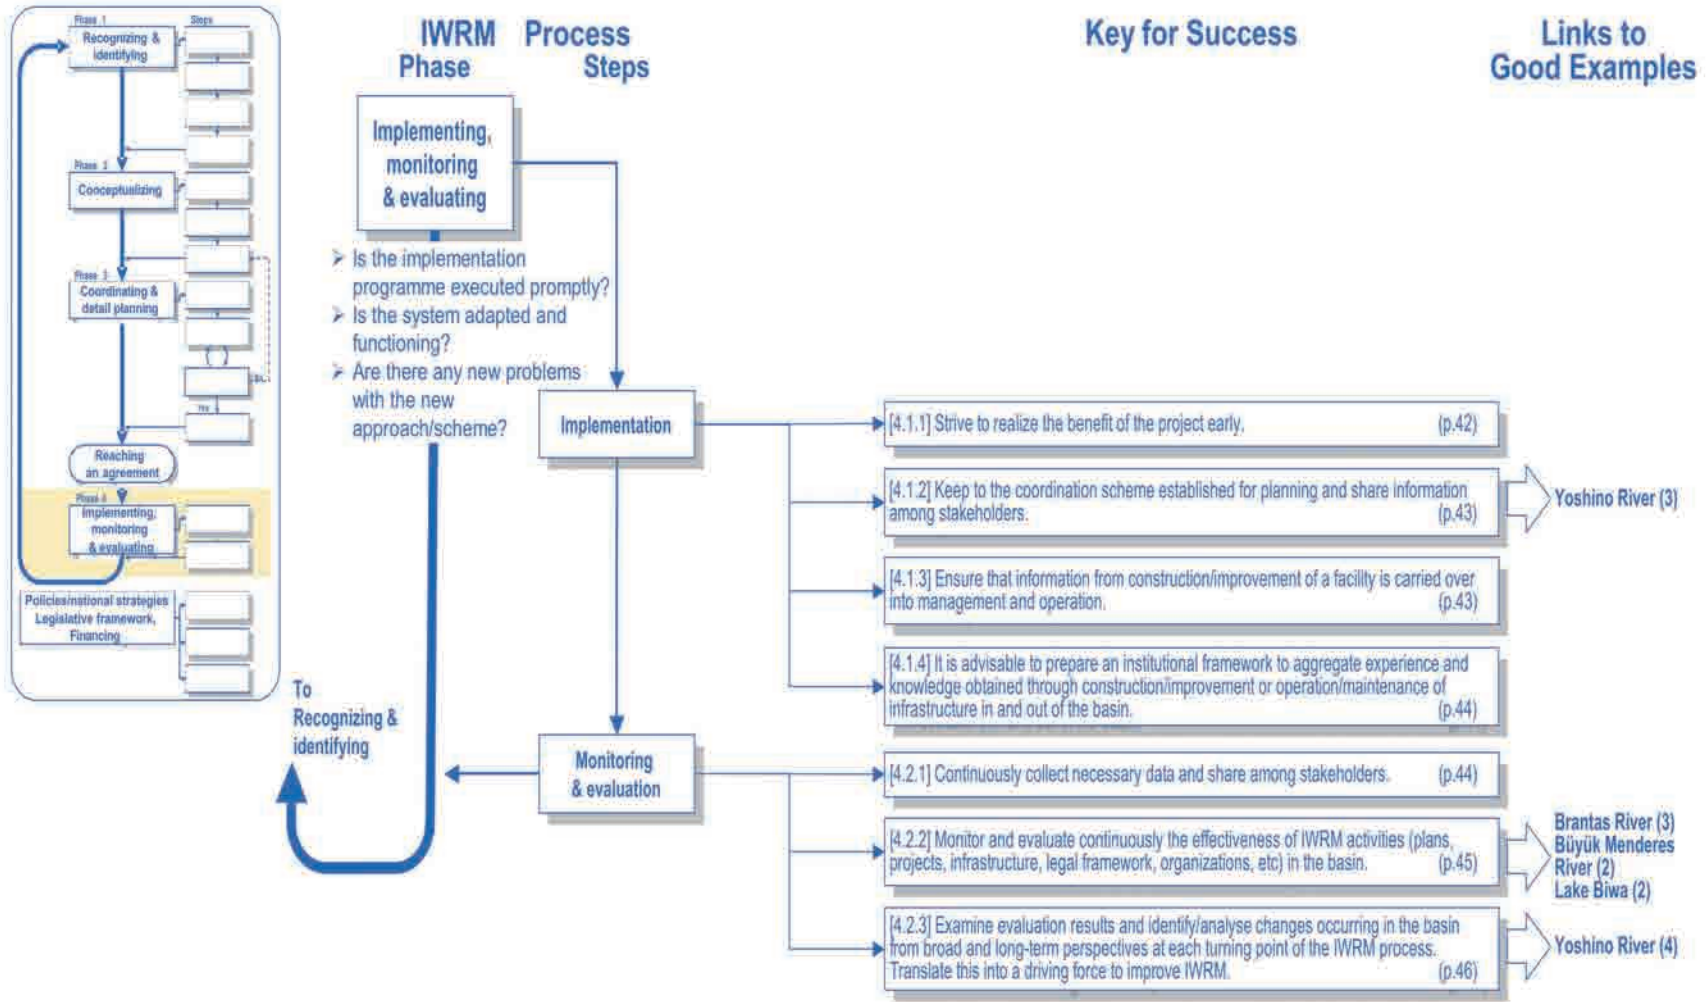 Phase 1
Steps
Recognizing &
identifying
Phase 2
Conceptualizing
Phase 3
Coordinating &
detail planning
Yes
Reaching
an agreement
Phase 4
Implementing,
monitoring
& evaluating
Policies/national strategies
Legislative framework,
Financing
IWRM Process
Phase Steps
Key for Success
Links to
Good Examples
Implementing,
monitoring
& evaluating
➢ Is the implementation
programme executed promptly?
➢ Is the system adapted and
functioning?
➢ Are there any new problems
with the new
approach/scheme?
To
Recognizing &
identifying
Implementation
[4.1.1] Strive to realize the benefit of the project early. (p.42)
[4.1.2] Keep to the coordination scheme established for planning and share information
among stakeholders. (p.43)
Yoshino River (3)
[4.1.3] Ensure that information from construction/improvement of a facility is carried over
into management and operation. (p.43)
[4.1.4] It is advisable to prepare an institutional framework to aggregate experience and
knowledge obtained through construction/improvement or operation/maintenance of
infrastructure in and out of the basin. (p.44)
Monitoring
& evaluation
[4.2.1] Continuously collect necessary data and share among stakeholders. (p.44)
[4.2.2] Monitor and evaluate continuously the effectiveness of IWRM activities (plans,
projects, infrastructure, legal framework, organizations, etc) in the basin. (p.45)
Brantas River (3)
Büyük Menderes
River (2)
Lake Biwa (2)
[4.2.3] Examine evaluation results and identify/analyse changes occurring in the basin
from broad and long-term perspectives at each turning point of the IWRM process.
Translate this into a driving force to improve IWRM. (p.46)
Yoshino River (4)